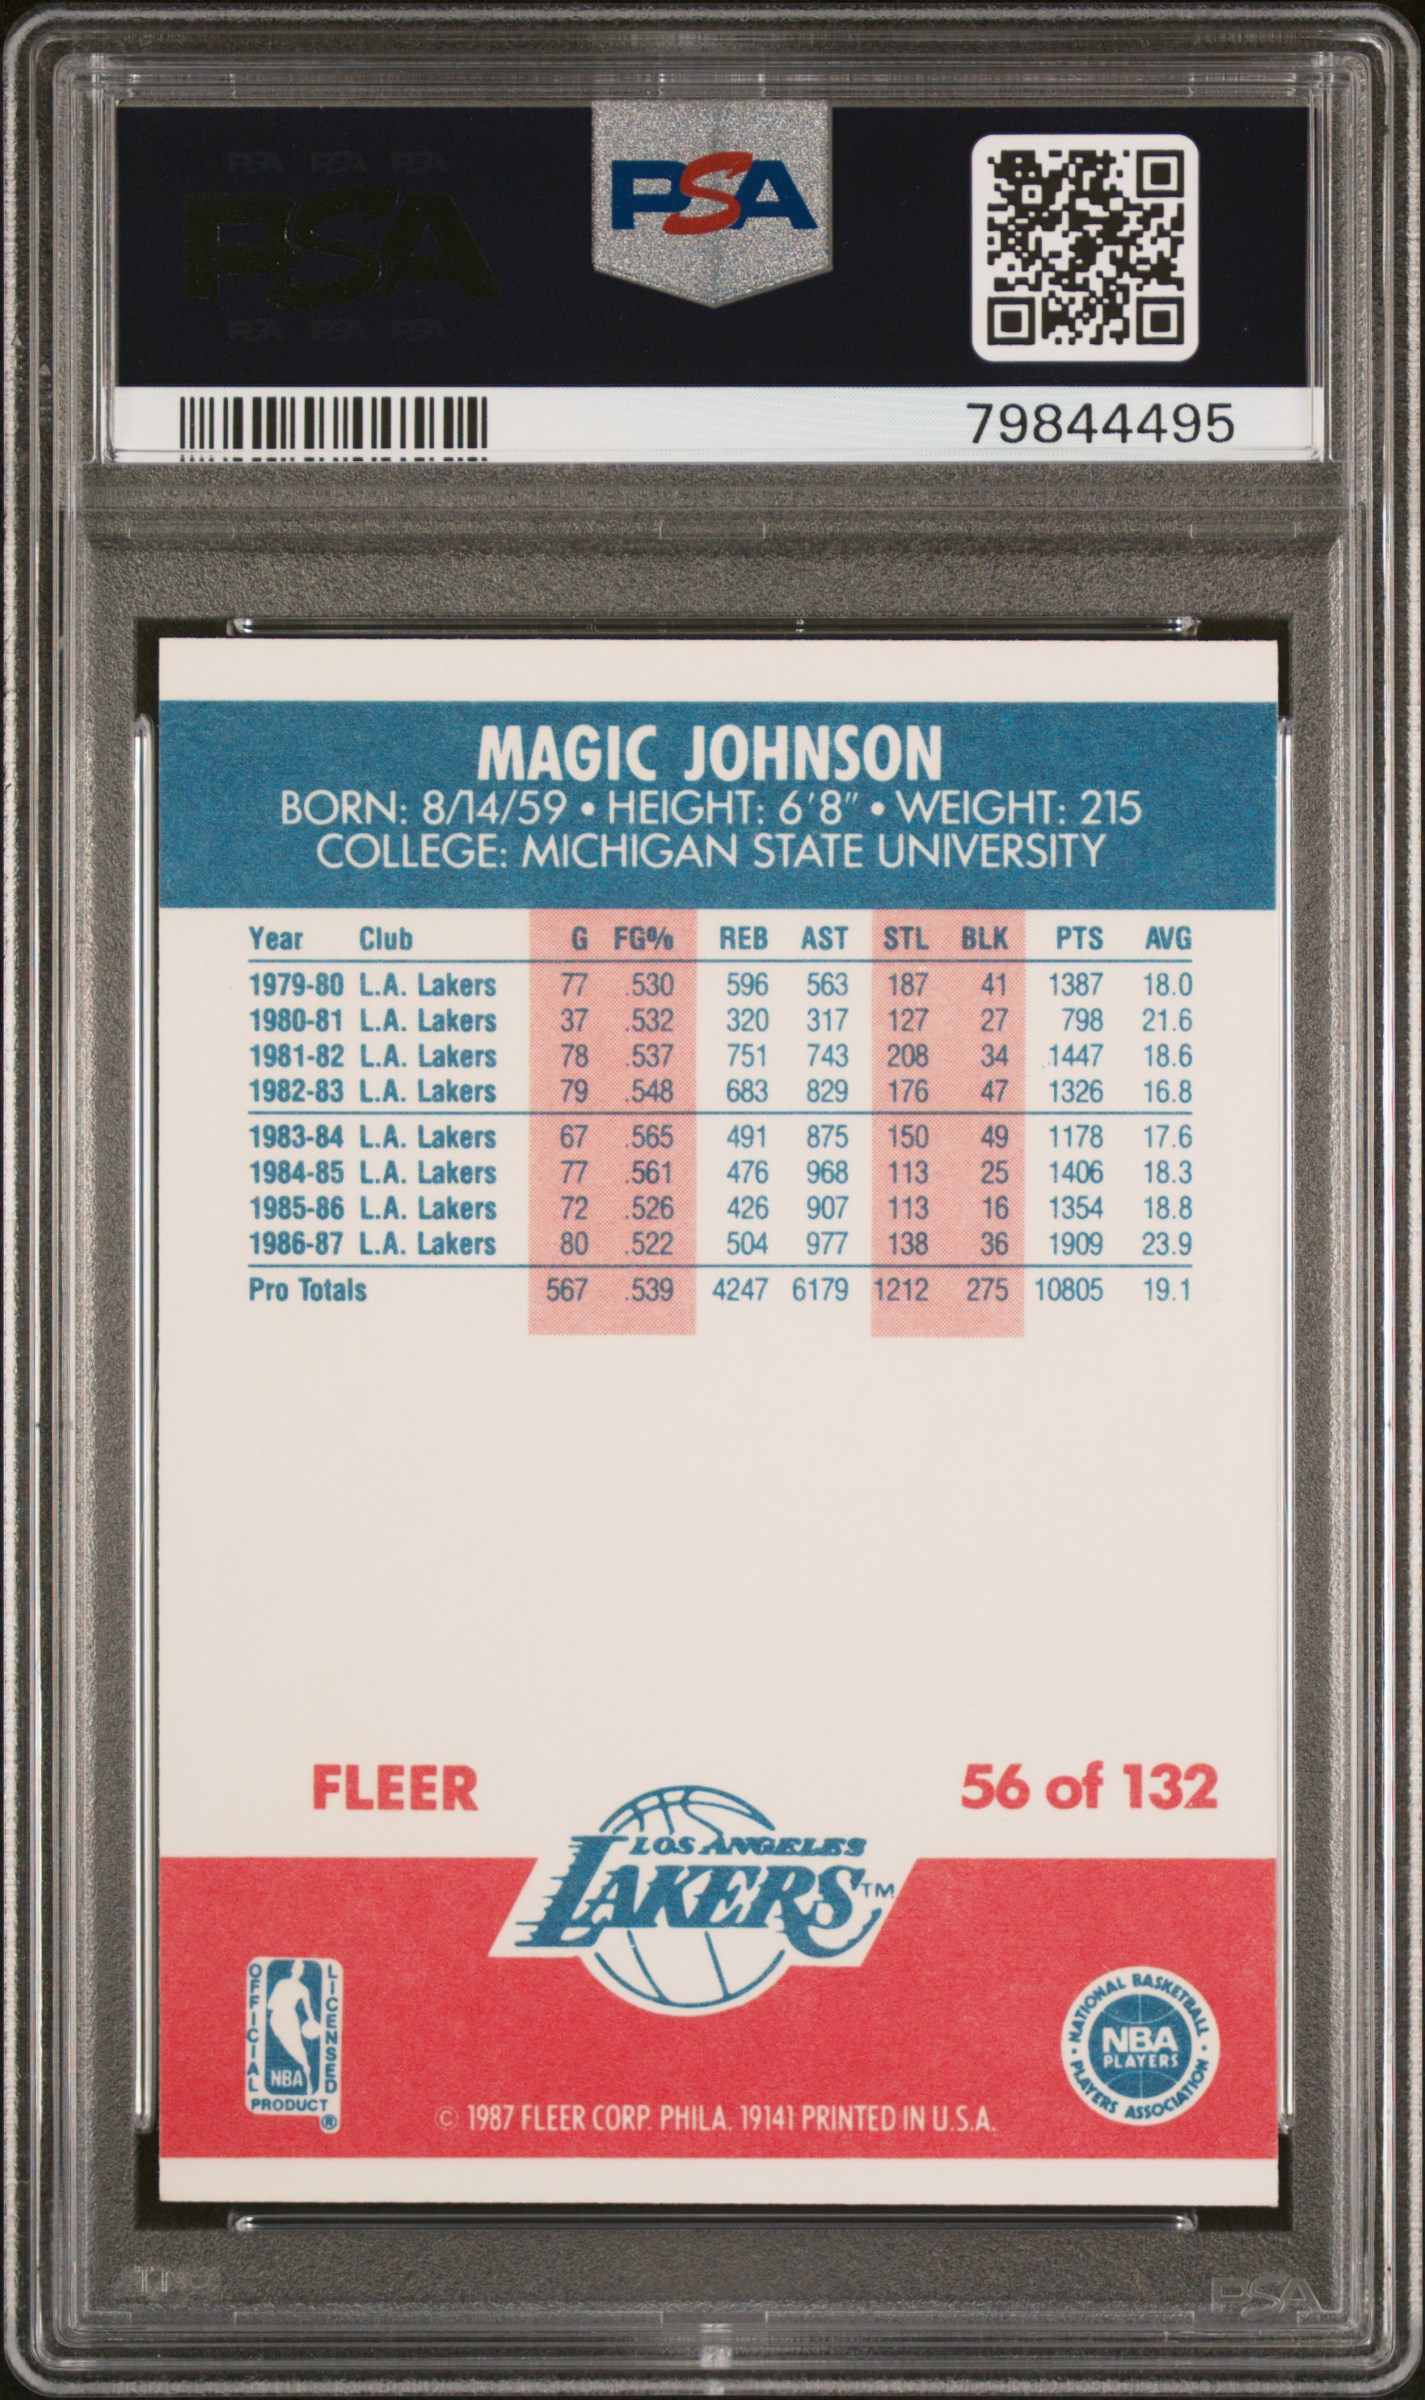 PSA PSA PSA
PSA
PSA PSA PSA
PSA
79844495
MAGIC JOHNSON
BORN: 8/14/59 • HEIGHT: 6'8" • WEIGHT: 215
COLLEGE: MICHIGAN STATE UNIVERSITY
Year Club G FG% REB AST STL BLK PTS AVG
1979-80 L.A. Lakers 77 .530 596 563 187 41 1387 18.0
1980-81 L.A. Lakers 37 .532 320 317 127 27 798 21.6
1981-82 L.A. Lakers 78 .537 751 743 208 34 1447 18.6
1982-83 L.A. Lakers 79 .548 683 829 176 47 1326 16.8
1983-84 L.A. Lakers 67 .565 491 875 150 49 1178 17.6
1984-85 L.A. Lakers 77 .561 476 968 113 25 1406 18.3
1985-86 L.A. Lakers 72 .526 426 907 113 16 1354 18.8
1986-87 L.A. Lakers 80 .522 504 977 138 36 1909 23.9
Pro Totals 567 .539 4247 6179 1212 275 10805 19.1
FLEER
56 of 132
LOS ANGELES
LAKERS™
OFFICIAL LICENSED
NBA
PRODUCT ®
NATIONAL BASKETBALL
NBA
PLAYERS
PLAYERS ASSOCIATION
© 1987 FLEER CORP. PHILA. 19141 PRINTED IN U.S.A.
PSA